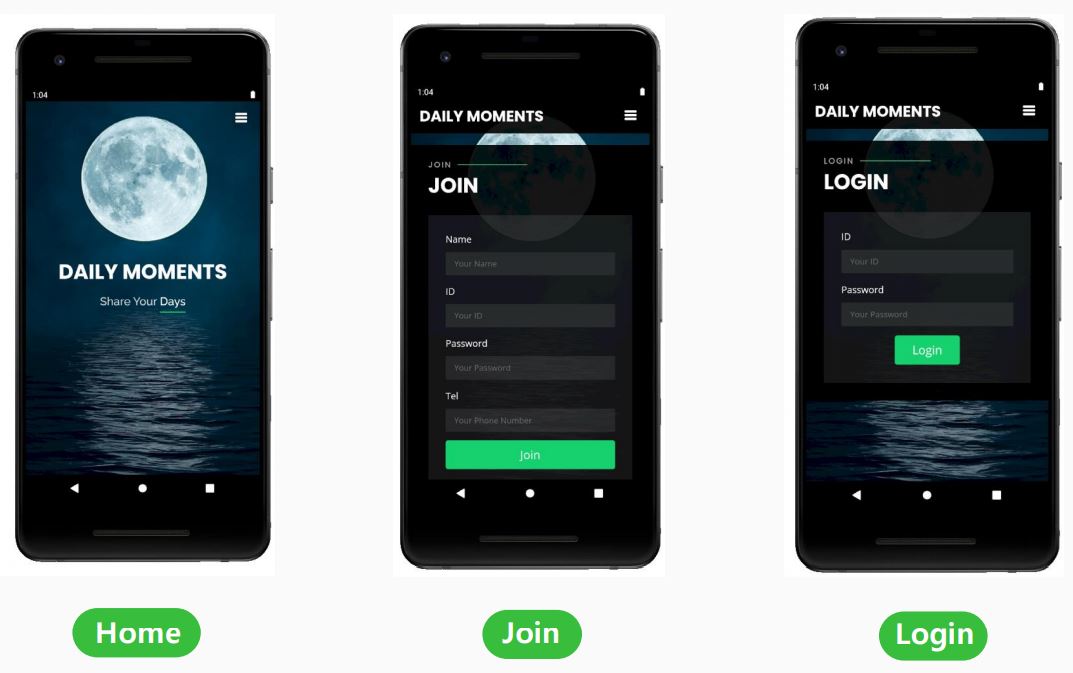 1:04
DAILY MOMENTS
Share Your Days
Home
1:04
DAILY MOMENTS
JOIN
JOIN
Name
Your Name
ID
Your ID
Password
Your Password
Tel
Your Phone Number
Join
Join
1:04
DAILY MOMENTS
LOGIN
LOGIN
ID
Your ID
Password
Your Password
Login
Login